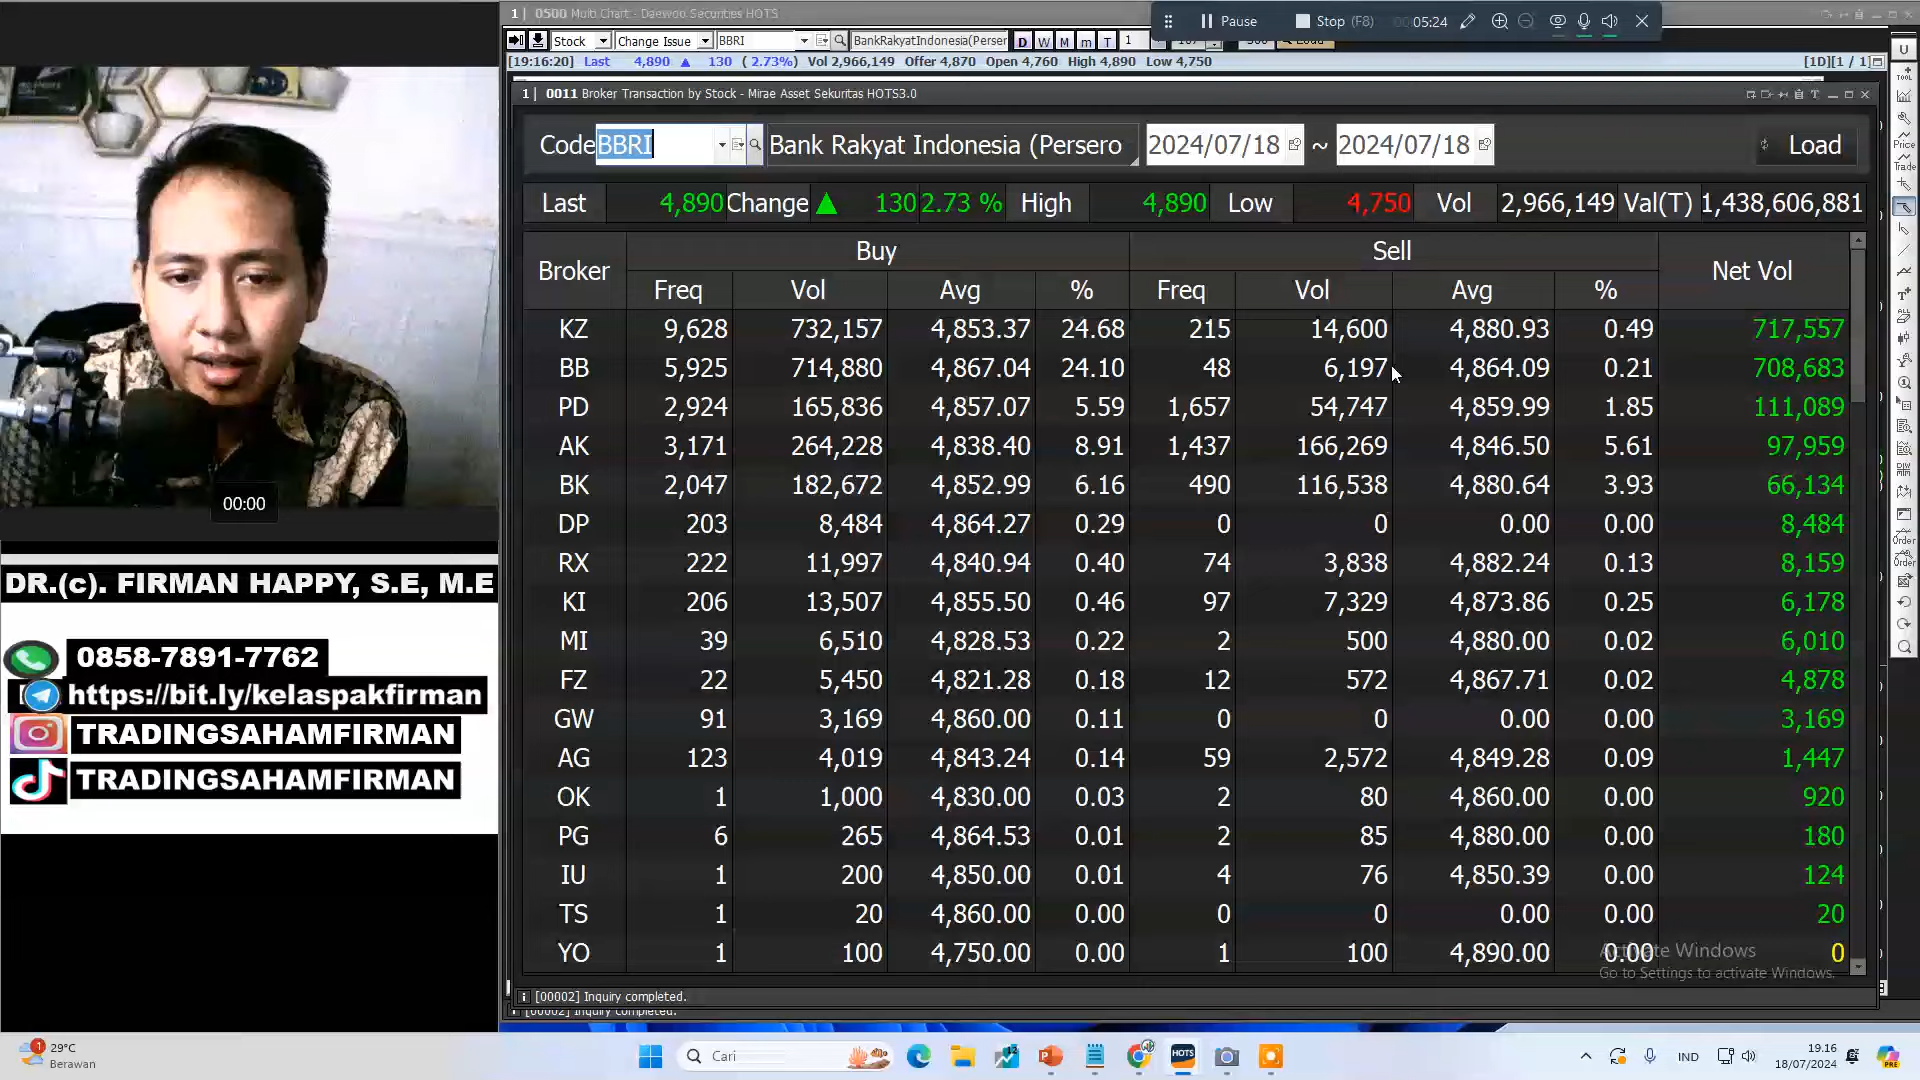 1 | 0500 Multi Chart - Daewoo Securities HOTS
Pause Stop (F8) 00:05:24
Stock Change Issue BBRI BankRakyatIndonesia(Perser D W M m T 1
[19:16:20] Last 4,890 ▲ 130 ( 2.73%) Vol 2,966,149 Offer 4,870 Open 4,760 High 4,890 Low 4,750 [1D][1 / 1]
1 | 0011 Broker Transaction by Stock - Mirae Asset Sekuritas HOTS3.0
Code BBRI Bank Rakyat Indonesia (Persero 2024/07/18 ~ 2024/07/18 Load
Last 4,890 Change ▲ 130 2.73 % High 4,890 Low 4,750 Vol 2,966,149 Val(T) 1,438,606,881
Broker Buy Sell Net Vol
Freq Vol Avg % Freq Vol Avg %
KZ 9,628 732,157 4,853.37 24.68 215 14,600 4,880.93 0.49 717,557
BB 5,925 714,880 4,867.04 24.10 48 6,197 4,864.09 0.21 708,683
PD 2,924 165,836 4,857.07 5.59 1,657 54,747 4,859.99 1.85 111,089
AK 3,171 264,228 4,838.40 8.91 1,437 166,269 4,846.50 5.61 97,959
BK 2,047 182,672 4,852.99 6.16 490 116,538 4,880.64 3.93 66,134
DP 203 8,484 4,864.27 0.29 0 0 0.00 0.00 8,484
RX 222 11,997 4,840.94 0.40 74 3,838 4,882.24 0.13 8,159
KI 206 13,507 4,855.50 0.46 97 7,329 4,873.86 0.25 6,178
MI 39 6,510 4,828.53 0.22 2 500 4,880.00 0.02 6,010
FZ 22 5,450 4,821.28 0.18 12 572 4,867.71 0.02 4,878
GW 91 3,169 4,860.00 0.11 0 0 0.00 0.00 3,169
AG 123 4,019 4,843.24 0.14 59 2,572 4,849.28 0.09 1,447
OK 1 1,000 4,830.00 0.03 2 80 4,860.00 0.00 920
PG 6 265 4,864.53 0.01 2 85 4,880.00 0.00 180
IU 1 200 4,850.00 0.01 4 76 4,850.39 0.00 124
TS 1 20 4,860.00 0.00 0 0 0.00 0.00 20
YO 1 100 4,750.00 0.00 1 100 4,890.00 0.00 0
Activate Windows
Go to Settings to activate Windows.
[00002] Inquiry completed.
[00002] Inquiry completed.
00:00
DR.(c). FIRMAN HAPPY, S.E, M.E
0858-7891-7762
https://bit.ly/kelaspakfirman
TRADINGSAHAMFIRMAN
TRADINGSAHAMFIRMAN
U
TOOL
Price
Trade
ALL
DIV
MW
Order
Order
1 29°C
Berawan
Cari
HOTS
IND
19.16
18/07/2024
PRE